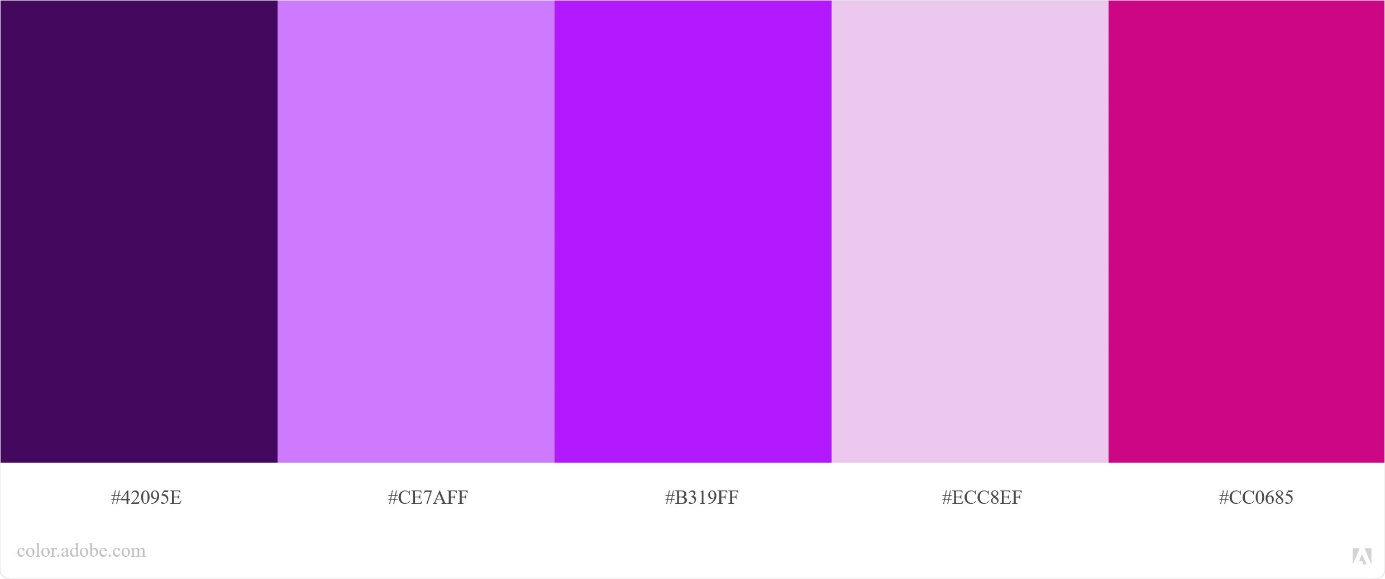 #42095E #CE7AFF #B319FF #ECC8EF #CC0685
color.adobe.com